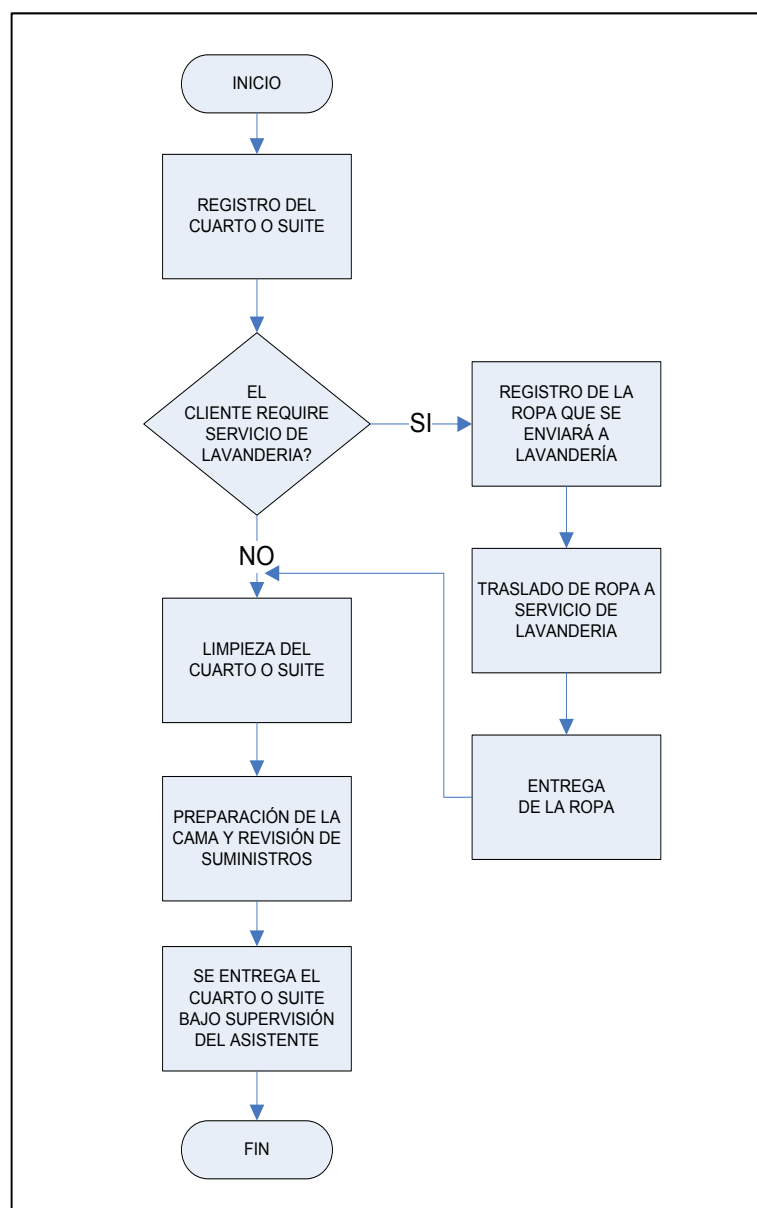 INICIO
REGISTRO DEL
CUARTO O SUITE
EL
CLIENTE REQUIRE
SERVICIO DE
LAVANDERIA?
SI
REGISTRO DE LA
ROPA QUE SE
ENVIARÁ A
LAVANDERÍA
TRASLADO DE ROPA A
SERVICIO DE
LAVANDERIA
ENTREGA
DE LA ROPA
NO
LIMPIEZA DEL
CUARTO O SUITE
PREPARACIÓN DE LA
CAMA Y REVISIÓN DE
SUMINISTROS
SE ENTREGA EL
CUARTO O SUITE
BAJO SUPERVISIÓN
DEL ASISTENTE
FIN